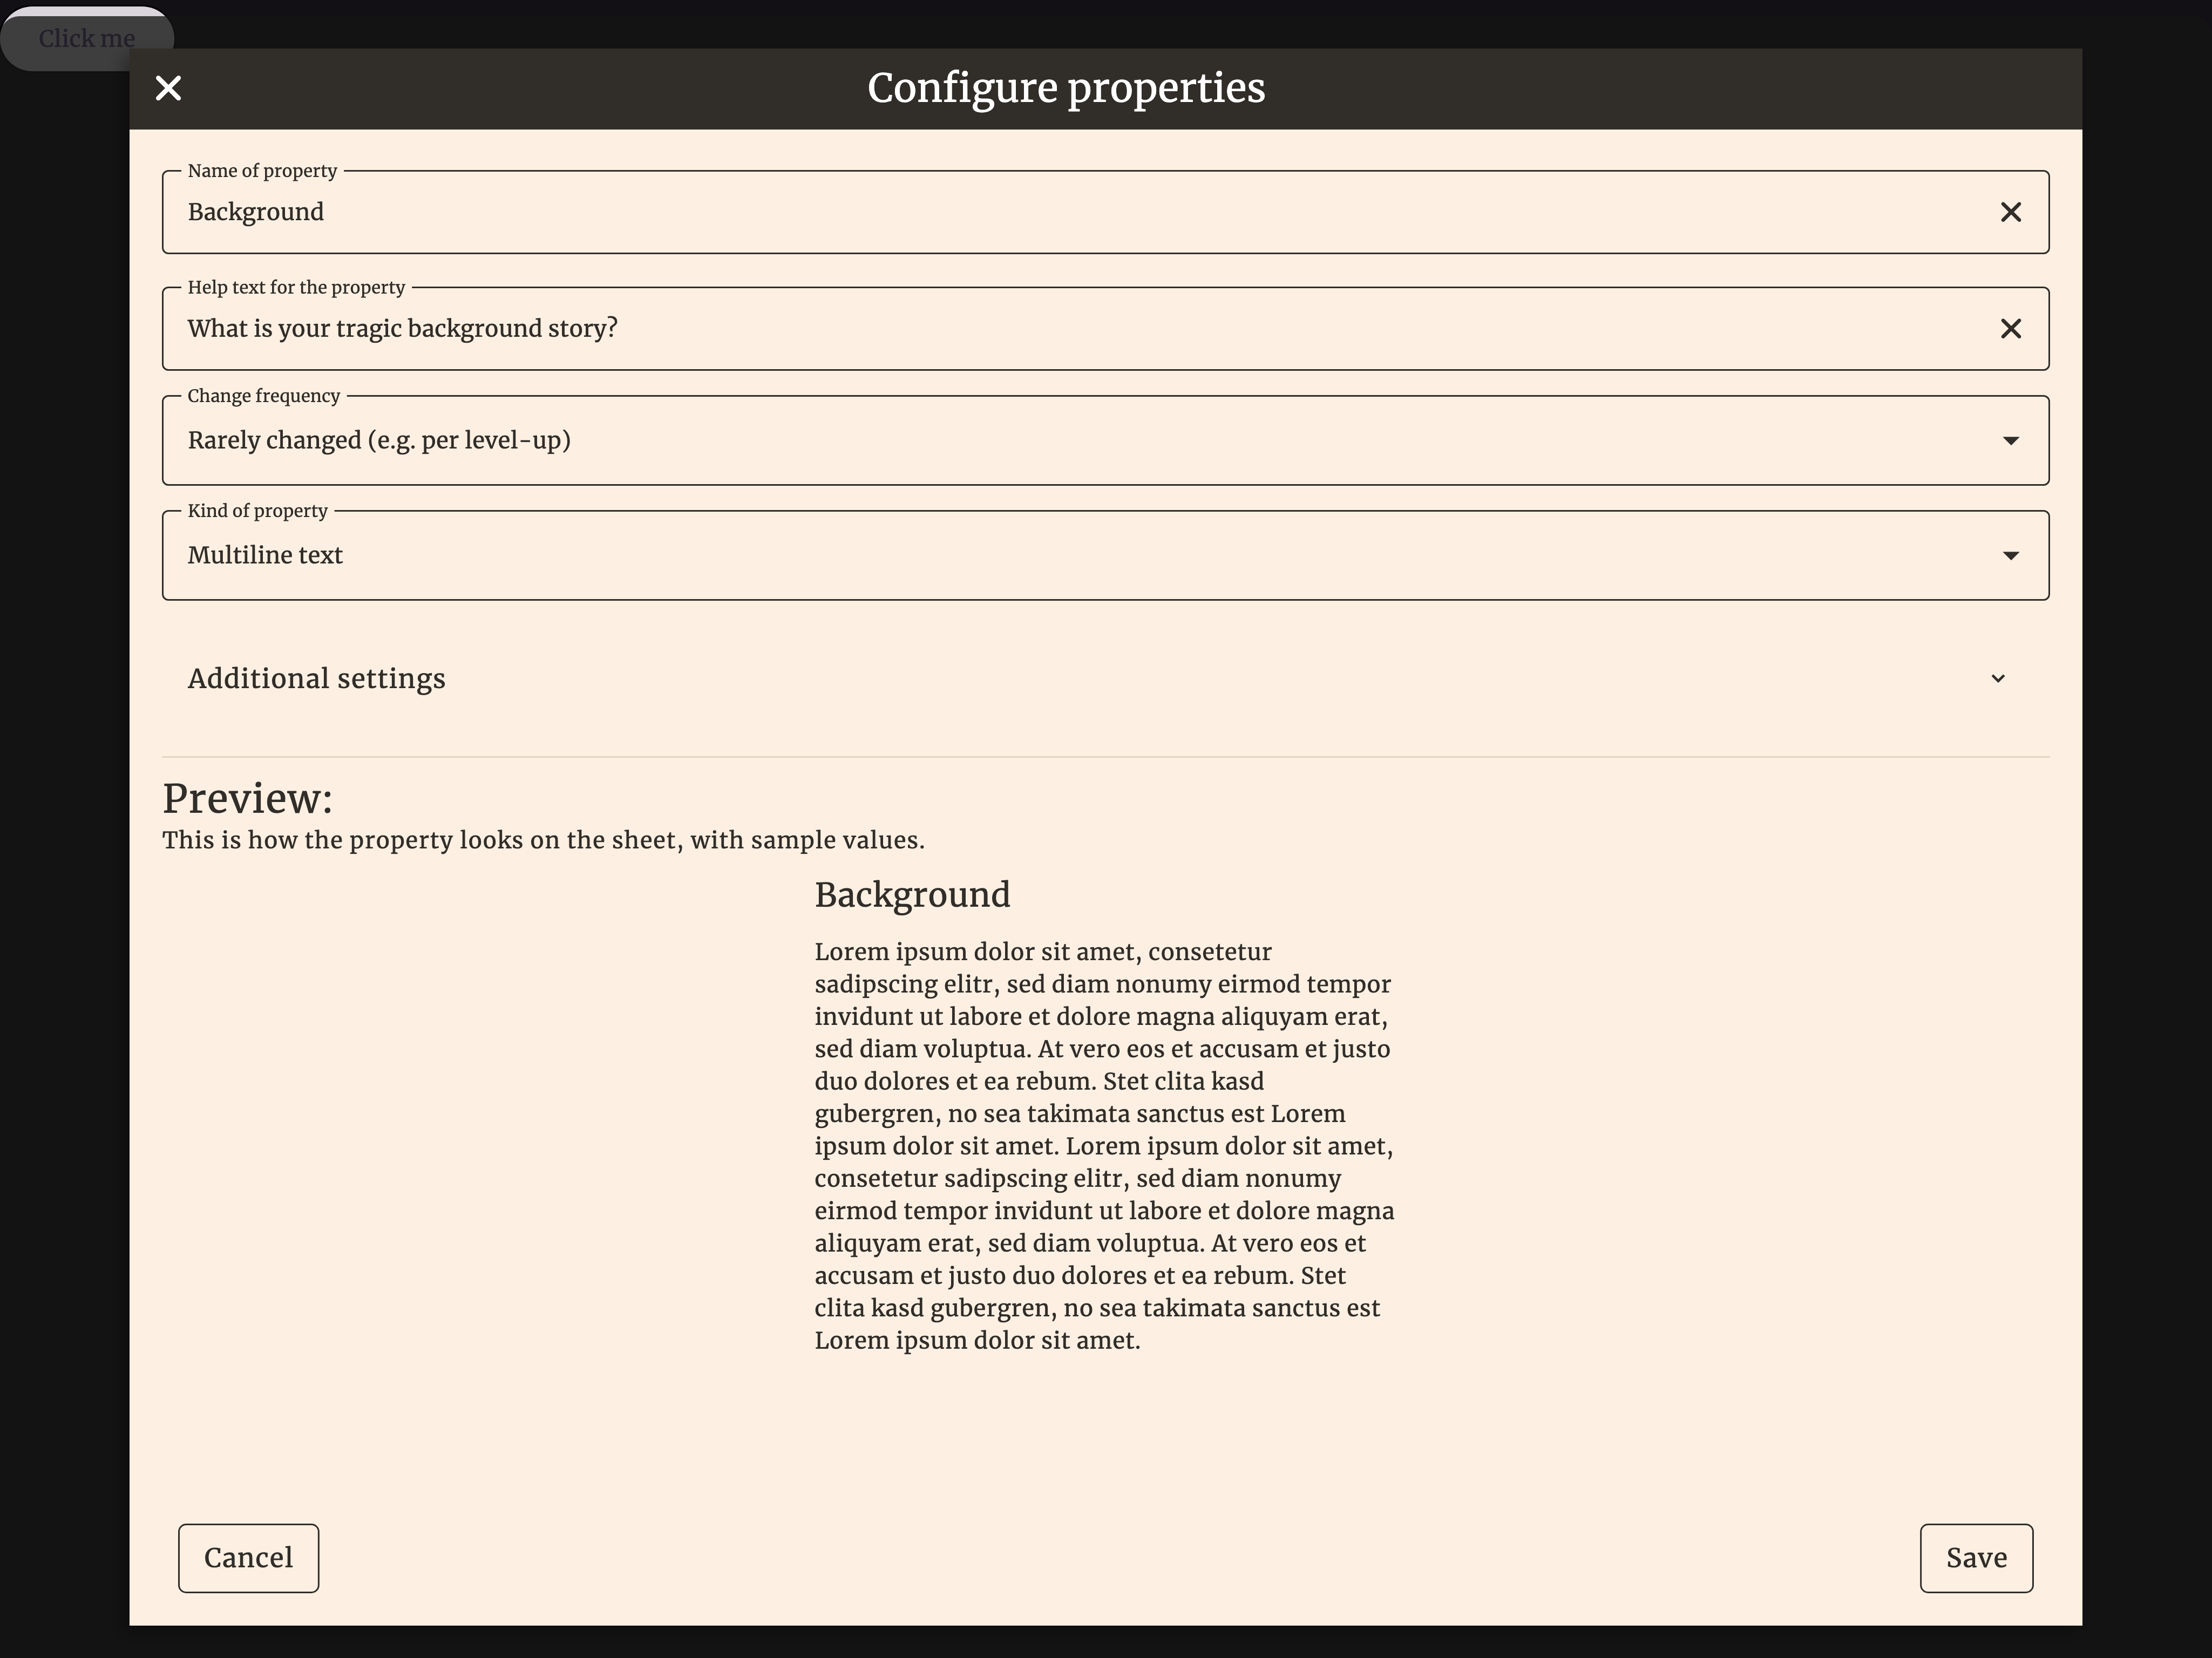 Click me
Configure properties
Name of property
Background
Help text for the property
What is your tragic background story?
Change frequency
Rarely changed (e.g. per level-up)
Kind of property
Multiline text
Additional settings
Preview:
This is how the property looks on the sheet, with sample values.
Background
Lorem ipsum dolor sit amet, consetetur
sadipscing elitr, sed diam nonumy eirmod tempor
invidunt ut labore et dolore magna aliquyam erat,
sed diam voluptua. At vero eos et accusam et justo
duo dolores et ea rebum. Stet clita kasd
gubergren, no sea takimata sanctus est Lorem
ipsum dolor sit amet. Lorem ipsum dolor sit amet,
consetetur sadipscing elitr, sed diam nonumy
eirmod tempor invidunt ut labore et dolore magna
aliquyam erat, sed diam voluptua. At vero eos et
accusam et justo duo dolores et ea rebum. Stet
clita kasd gubergren, no sea takimata sanctus est
Lorem ipsum dolor sit amet.
Cancel
Save